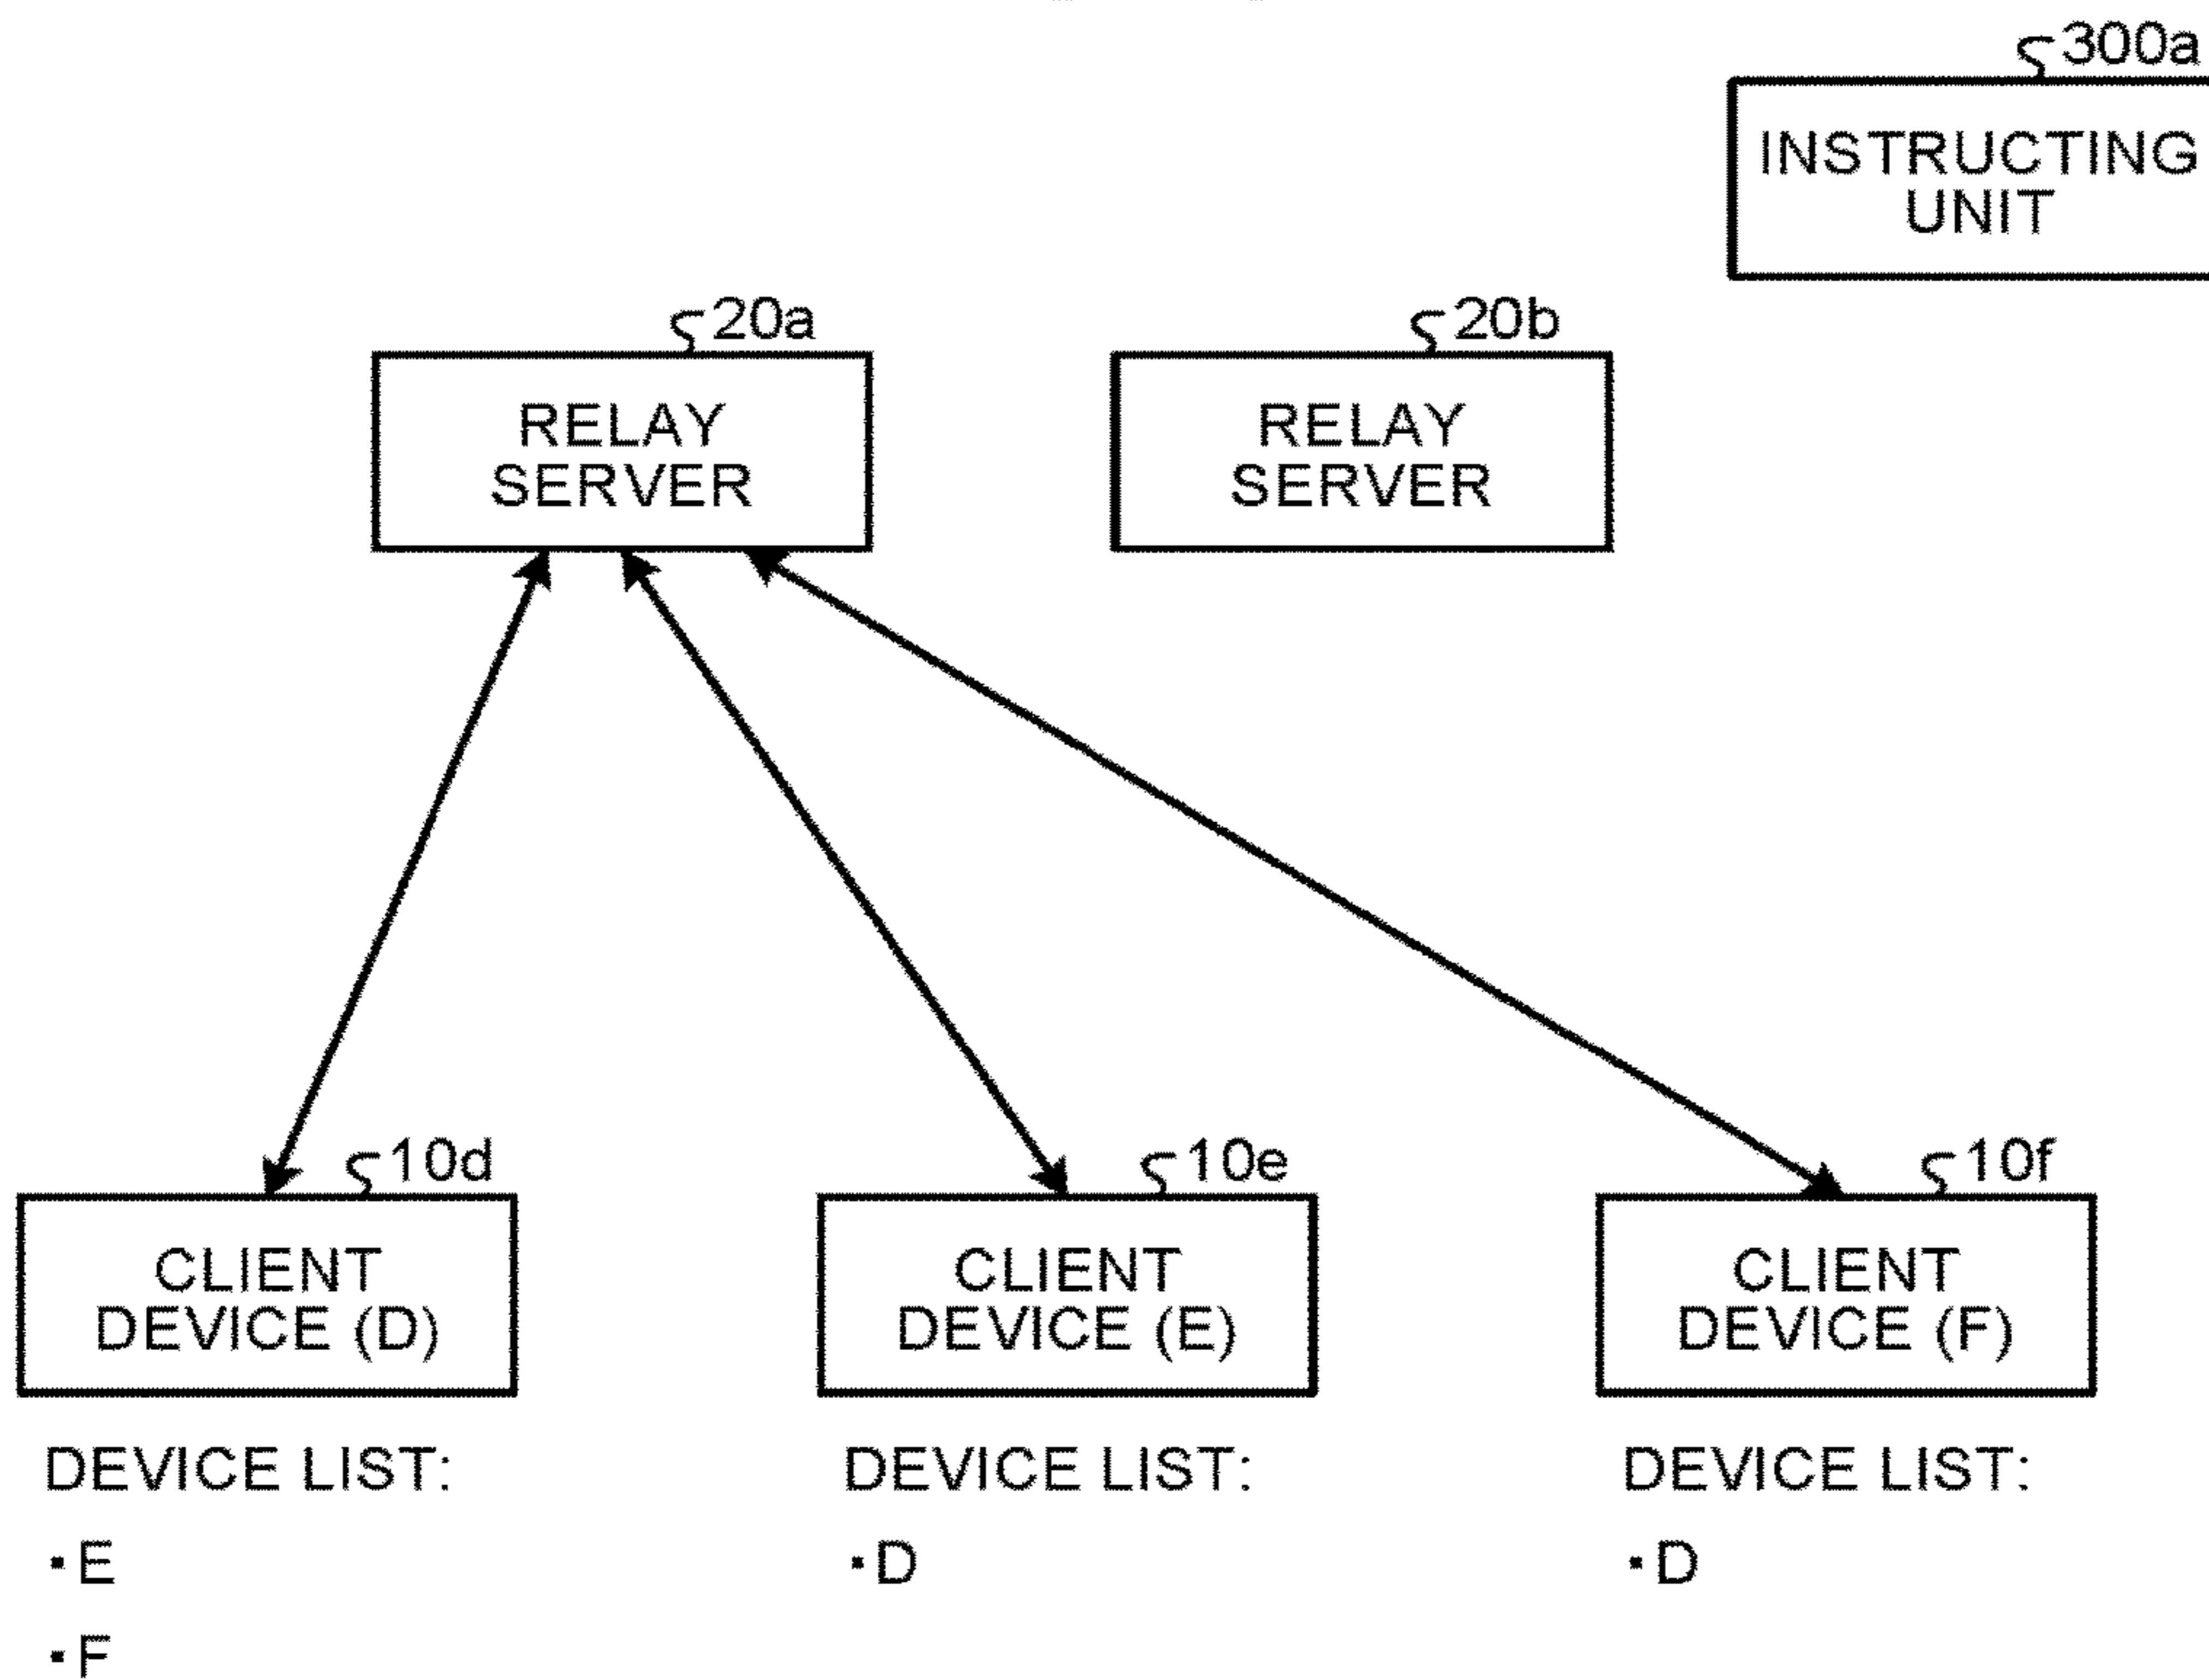 300a
INSTRUCTING
UNIT
20a
20b
RELAY
SERVER
RELAY
SERVER
10d
10e
10f
CLIENT
DEVICE (D)
CLIENT
DEVICE (E)
CLIENT
DEVICE (F)
DEVICE LIST:
・E
・F
DEVICE LIST:
・D
DEVICE LIST:
・D